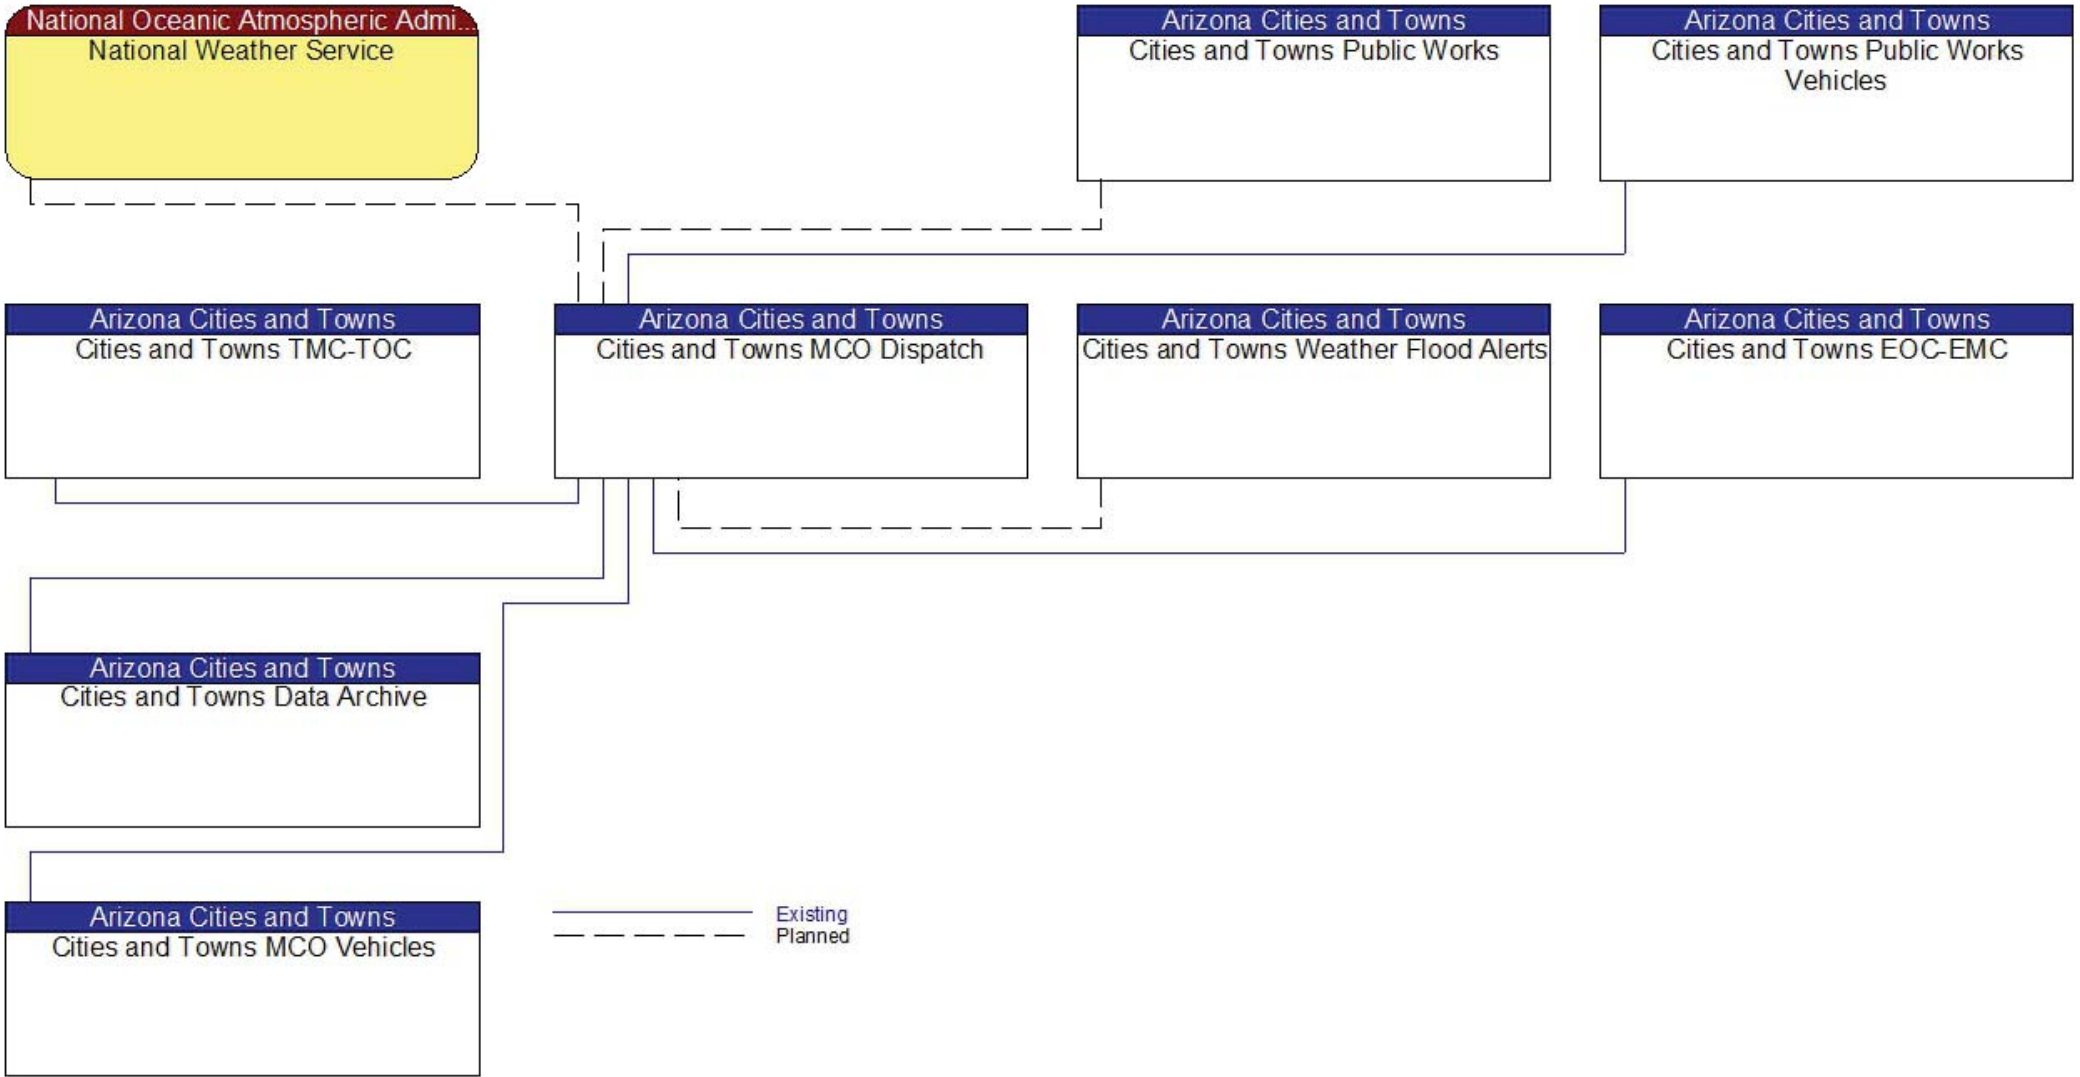 National Oceanic Atmospheric Admi...
National Weather Service
Arizona Cities and Towns
Cities and Towns Public Works
Arizona Cities and Towns
Cities and Towns Public Works
Vehicles
Arizona Cities and Towns
Cities and Towns TMC-TOC
Arizona Cities and Towns
Cities and Towns MCO Dispatch
Arizona Cities and Towns
Cities and Towns Weather Flood Alerts
Arizona Cities and Towns
Cities and Towns EOC-EMC
Arizona Cities and Towns
Cities and Towns Data Archive
Arizona Cities and Towns
Cities and Towns MCO Vehicles
Existing
Planned